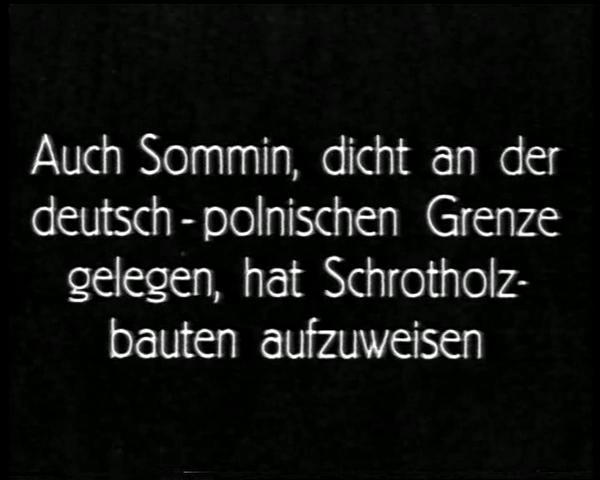 Auch Sommin, dicht an der
deutsch-polnischen Grenze
gelegen, hat Schrotholz-
bauten aufzuweisen